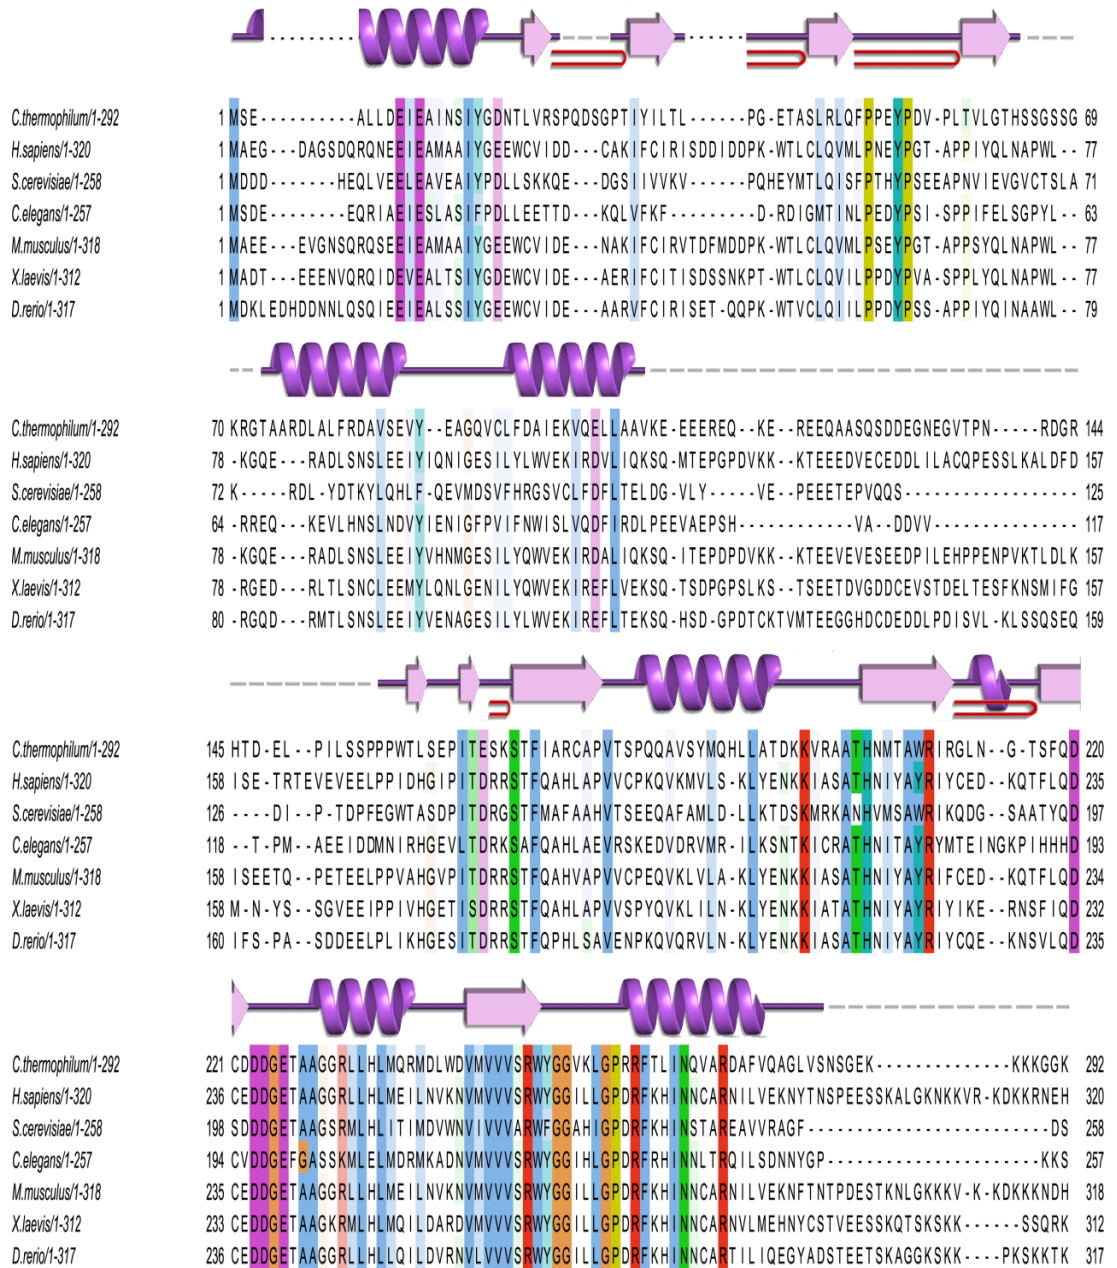 C.thermophilum/1-292 1 MSE----------ALLDEIEAINSIYGDNTLVRSPQDSGPTIYILTL------PG-ETASLRLQFPPEYPDV-PLTVLGTHSSGSSG 69
H.sapiens/1-320 1 MAEG---DAGSDQRQNEEIEAMAAIYGEEWCVIDD---CAKIFCIRISDDIDDPK-WTLCLQVMLPNEYPGT-APPIYQLNAPWL-- 77
S.cerevisiae/1-258 1 MDDD-------HEQLVEELEAVEAIYPDLLSKKQE---DGSIIVVKV------PQHEYMTLQISFPTHYPSEEAPNVIEVGVCTSLA 71
C.elegans/1-257 1 MSDE--------EQRIAEIESLASIFPDLLEETTD---KQLVFKF--------D-RDIGMTINLPEDYPSI-SPPIFELSGPYL-- 63
M.musculus/1-318 1 MAEE---EVGNSQRQSEEIEAMAAIYGEEWCVIDE---NAKIFCIRVTDFMDDPK-WTLCLQVMLPSEYPGT-APPSYQLNAPWL-- 77
X.laevis/1-312 1 MADT---EEENVRQRQIDEVEALTSIYGEEWCVIDE---AERIFCITISDSSNKPT-WTLCLQVILPPDYPVA-SPPLYQLNAPWL-- 77
D.rerio/1-317 1 MDKLEDHDDNNLQSQIEEIEALSSIYGEEWCVIDE---AARVFCIRISET-QQPK-WTVCLQIILPPDYPSS-APPIYQINAAWL-- 79
C.thermophilum/1-292 70 KRGTAARDLALFRDAVSEVY--EAGQVCLFDAIEKVQELLAAVKE-EEEREQ--KE--REEQAASQSDDEGNEGVTPN-----RDGR 144
H.sapiens/1-320 78 -KGQE---RADLSNSLEEIYIQNIGESILYLWVEKIRDVLIQKSQ-MTEPGPDVKK--KTEEEDVECEDDLILACQPESSLKALDFD 157
S.cerevisiae/1-258 72 K-----RDL-YDTKYLQHLF-QEVMDSVFHRGSVCLFDFLTELDG-VLY-----VE--PEEETEPVQQS------------------ 125
C.elegans/1-257 64 -RREQ---KEVLHNSLNDVYIENIGFPVIFNWISLVQDFIRDLPEEVAEPSH------------VA--DDVV--------------- 117
M.musculus/1-318 78 -KGQE---RADLSNSLEEIYVHNMGESILYQWVEKIRDALIQKSQ-ITEPDPDVKK--KTEEVEVESEEDPILEHPPENPVKTLDLK 157
X.laevis/1-312 78 -RGED---RLTLSNCLEEMYLQNLGENILYQWVEKIREFLVEKSQ-TSDPGPSLKS--TSEETDVGDDCEVSTDELTESFKNSMIFG 157
D.rerio/1-317 80 -RGQD---RMTLSNSLEEIYVENAGESILYLWVEKIREFLTEKSQ-HSD-GPDTCKTVMTEEGGHDCDEDDLPDISVL-KLSSQSEQ 159
C.thermophilum/1-292 145 HTD-EL--PILSSPPPWTLSEPITESKSTFIARCAPVTSPQQAVSYMQHLLATDKKVRAATHNMTAWRIRGLN--G-TSFQD 220
H.sapiens/1-320 158 ISE-TRTEVEVEELPPIDHGIPITDRRSTFQAHLAPVVCPKQVKMVLS-KLYENKKIASATHNIYAYRIYCED--KQTFLQD 235
S.cerevisiae/1-258 126 ----DI--P-TDPFEGWTASDPITDRGSTFMAFAAHVTSEEQAFAMLD-LLKTDSKMRKANHVMSAWRIKQDG--SAATYQD 197
C.elegans/1-257 118 --T-PM--AEEIDDMNIRHGEVLTDRKSAFQAHLAEVRSKEDVDRVMR-ILKSNTKICRATHNITAYRYMTEINGKPIHHHD 193
M.musculus/1-318 158 ISEETQ--PETEELPPVAHGVPITDRRSTFQAHVAPVVCPEQVKLVLA-KLYENKKIASATHNIYAYRIFCED--KQTFLQD 234
X.laevis/1-312 158 M-N-YS--SGVEEIPPIVHGETISDRRSTFQAHLAPVVSPYQVKLILN-KLYENKKIATATHNIYAYRIYIKE--RNSFIQD 232
D.rerio/1-317 160 IFS-PA--SDDEELPLIKHGESITDRRSTFQPHLSAVENPKQVQRVLN-KLYENKKIASATHNIYAYRIYCQE--KNSVLQD 235
C.thermophilum/1-292 221 CDDDGETAAGGRLLHLMQRMDLWDVMVVVSRWYGGVKLGPRRFTLINQVARDAFVQAGLVSNSGEK-------------KKKGGK 292
H.sapiens/1-320 236 CEDDGETAAGGRLLHLMEILNVKNVMVVVSRWYGGILLGPDRFKHINNCARNILVEKNYTNSPEESSKALGKNKKVR-KDKKRNEH 320
S.cerevisiae/1-258 198 SDDDGETAAGSRMLHLITIMDVWNVIVVVARWFGGAHIGPDRFKHINSTAREAVVRAGF------------------------DS 258
C.elegans/1-257 194 CVDDGEFGASSKMLELMDRMKADNVMVVVSRWYGGIHLGPDRFRHINNLTRQILSDNNYGP---------------------KKS 257
M.musculus/1-318 235 CEDDGETAAGGRLLHLMEILNVKNVMVVVSRWYGGILLGPDRFKHINNCARNILVEKNFTNTPDESTKNLGKKKV-K-KDKKKNDH 318
X.laevis/1-312 233 CEDDGETAAGKRMLHLMQILDARDVMVVVSRWYGGILLGPDRFKHINNCARNVLMEHNYCSTVEESSKQTSKSKK------SSQRK 312
D.rerio/1-317 236 CEDDGETAAGGRLLHLLQILDVRNVLVVVSRWYGGILLGPDRFKHINNCARTILIQEGYADSTEETSKAGGKSKK----PKSKKTK 317